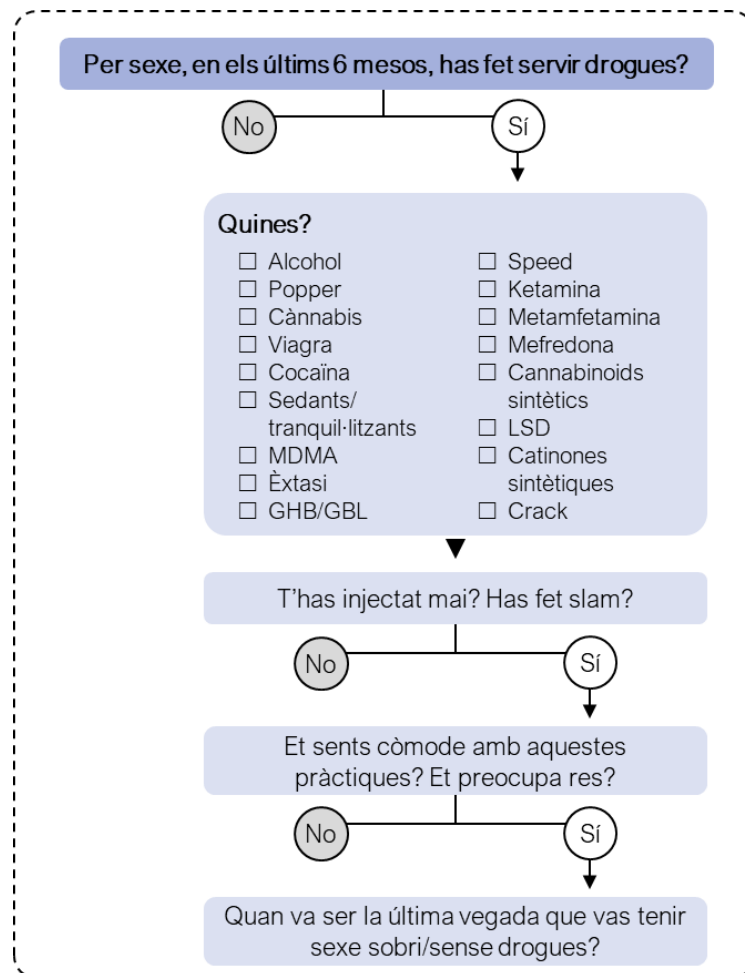 Per sexe, en els últims 6 mesos, has fet servir drogues?
No
Sí
Quines?
☐ Alcohol
☐ Popper
☐ Cànnabis
☐ Viagra
☐ Cocaïna
☐ Sedants/
tranquil·litzants
☐ MDMA
☐ Èxtasi
☐ GHB/GBL
☐ Speed
☐ Ketamina
☐ Metamfetamina
☐ Mefredona
☐ Cannabinoids
sintètics
☐ LSD
☐ Catinones
sintètiques
☐ Crack
T'has injectat mai? Has fet slam?
No
Sí
Et sents còmode amb aquestes
pràctiques? Et preocupa res?
No
Sí
Quan va ser la última vegada que vas tenir
sexe sobri/sense drogues?